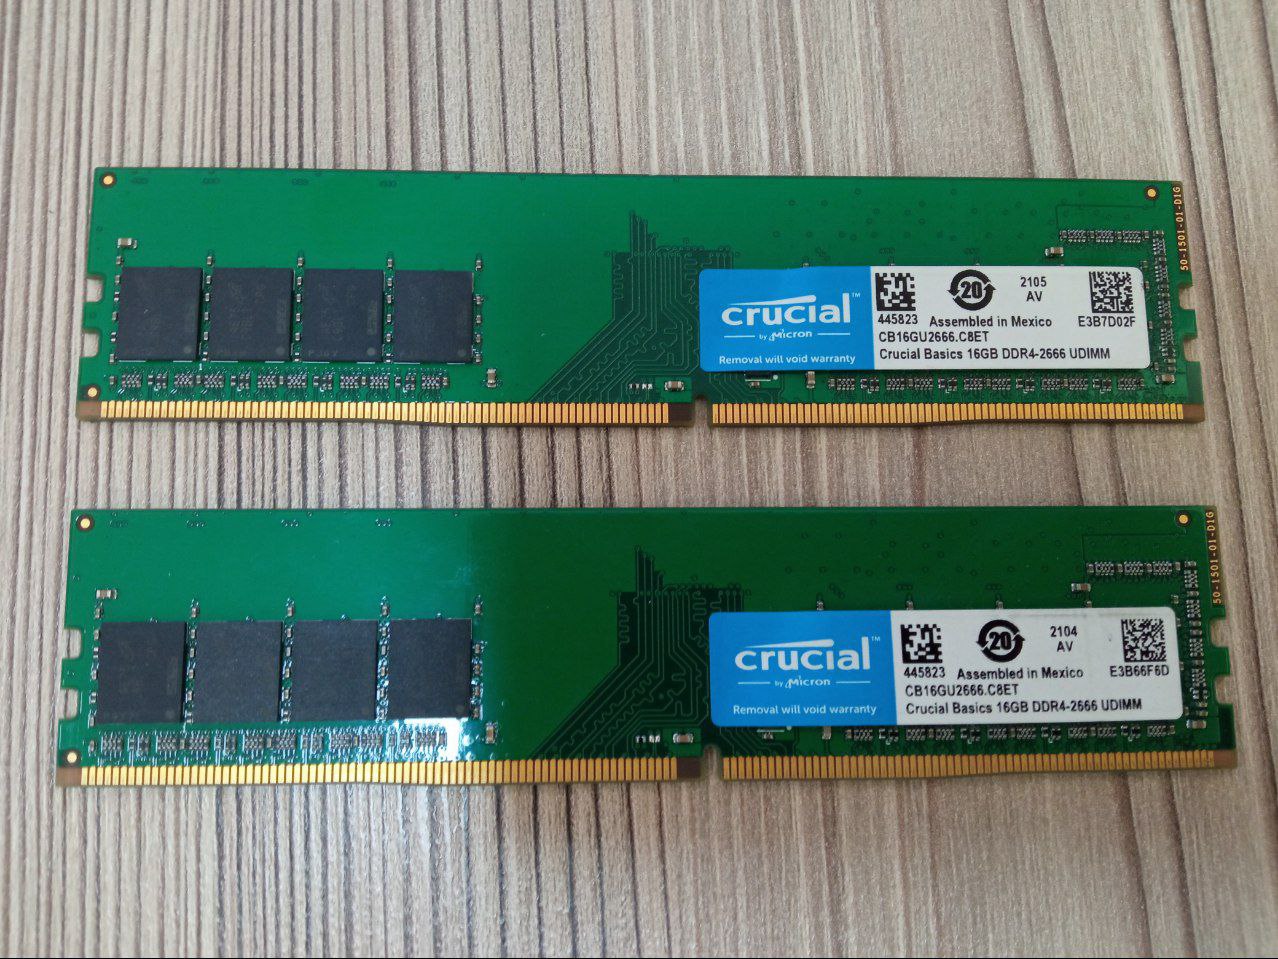 50-1501-01-D1G
crucial™
by Micron
Removal will void warranty
20
2105
AV
445823 Assembled in Mexico E3B7D02F
CB16GU2666.C8ET
Crucial Basics 16GB DDR4-2666 UDIMM
50-1501-01-D1G
crucial™
by Micron
Removal will void warranty
20
2104
AV
445823 Assembled in Mexico E3B66F6D
CB16GU2666.C8ET
Crucial Basics 16GB DDR4-2666 UDIMM